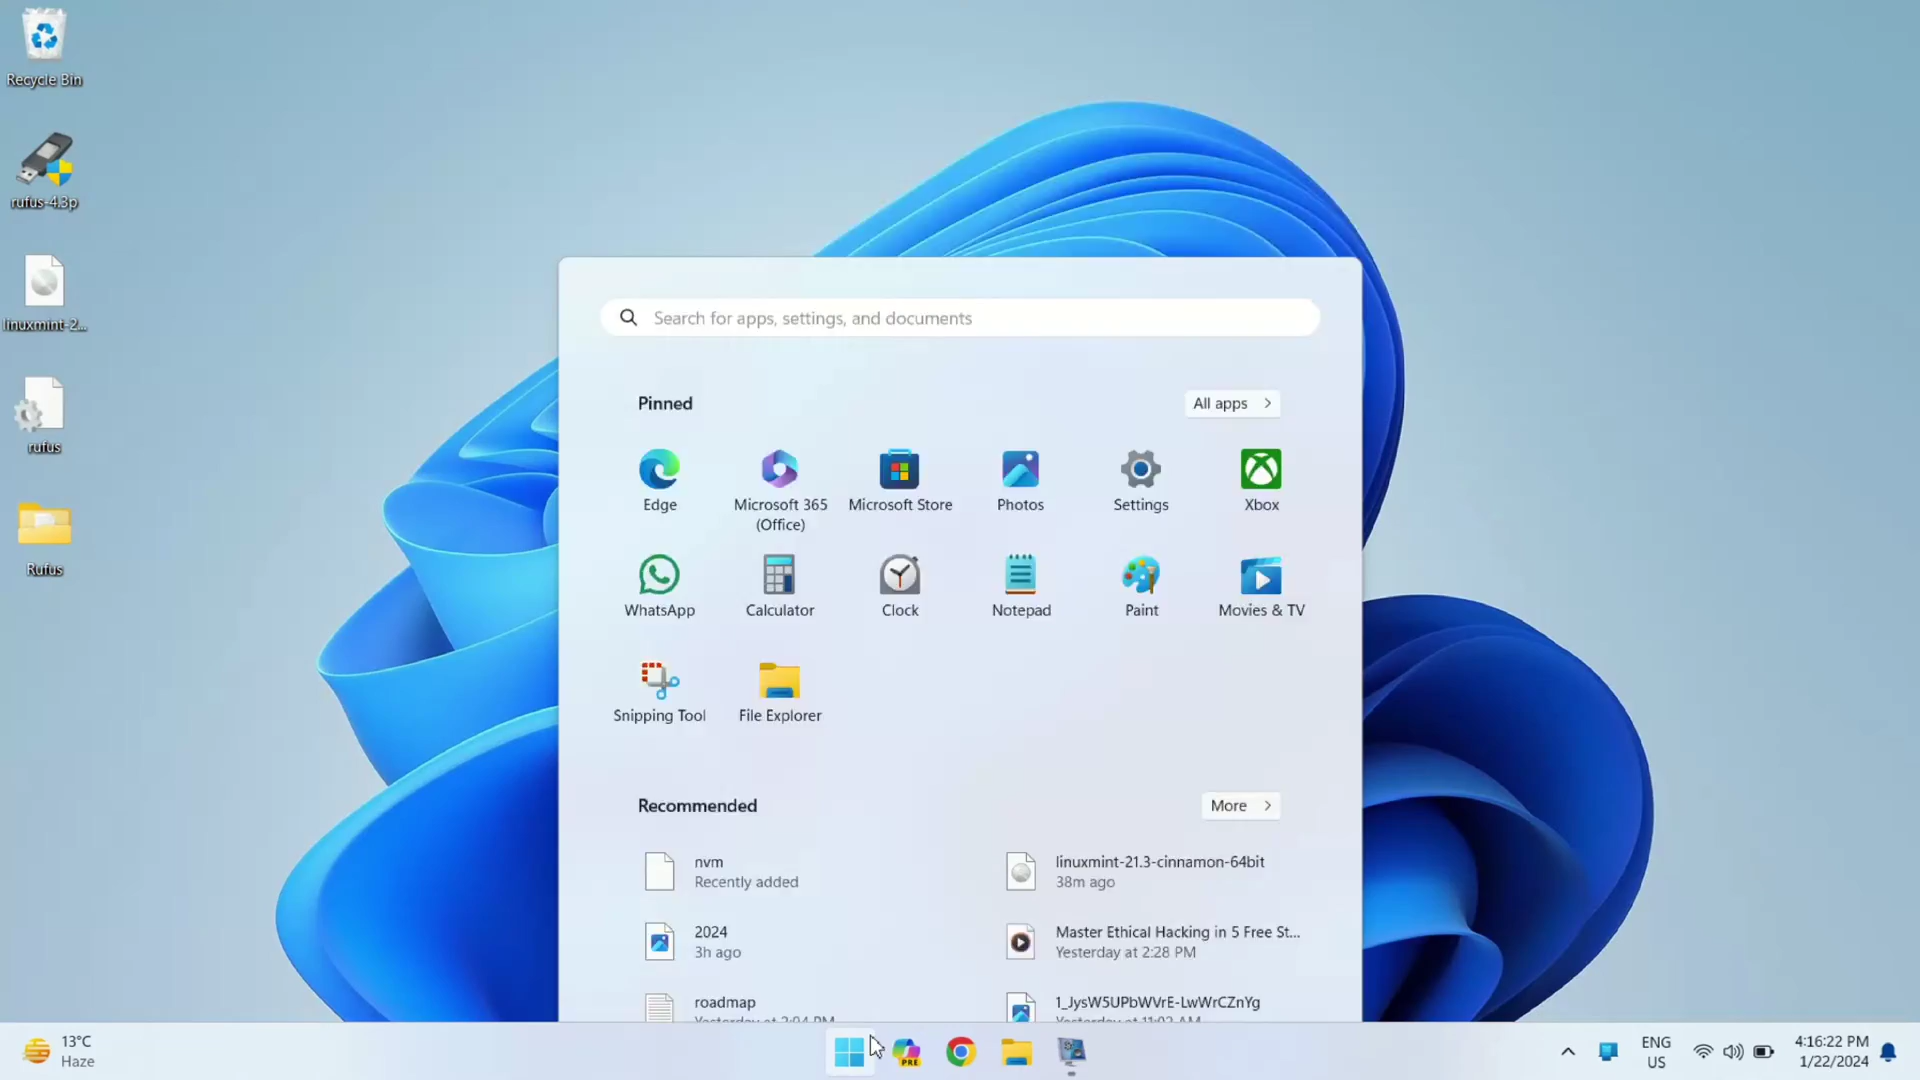 Recycle Bin
rufus-4.3p
linuxmint-2...
rufus
Rufus
Search for apps, settings, and documents
Pinned
All apps
Edge
Microsoft 365
(Office)
Microsoft Store
Photos
Settings
Xbox
WhatsApp
Calculator
Clock
Notepad
Paint
Movies & TV
Snipping Tool
File Explorer
Recommended
More
nvm
Recently added
linuxmint-21.3-cinnamon-64bit
38m ago
2024
3h ago
Master Ethical Hacking in 5 Free St...
Yesterday at 2:28 PM
roadmap
Yesterday at 2:04 PM
1_JysW5UPbWVrE-LwWrCZnYg
Yesterday at 11:02 AM
13°C
Haze
PRE
ENG
US
4:16:22 PM
1/22/2024